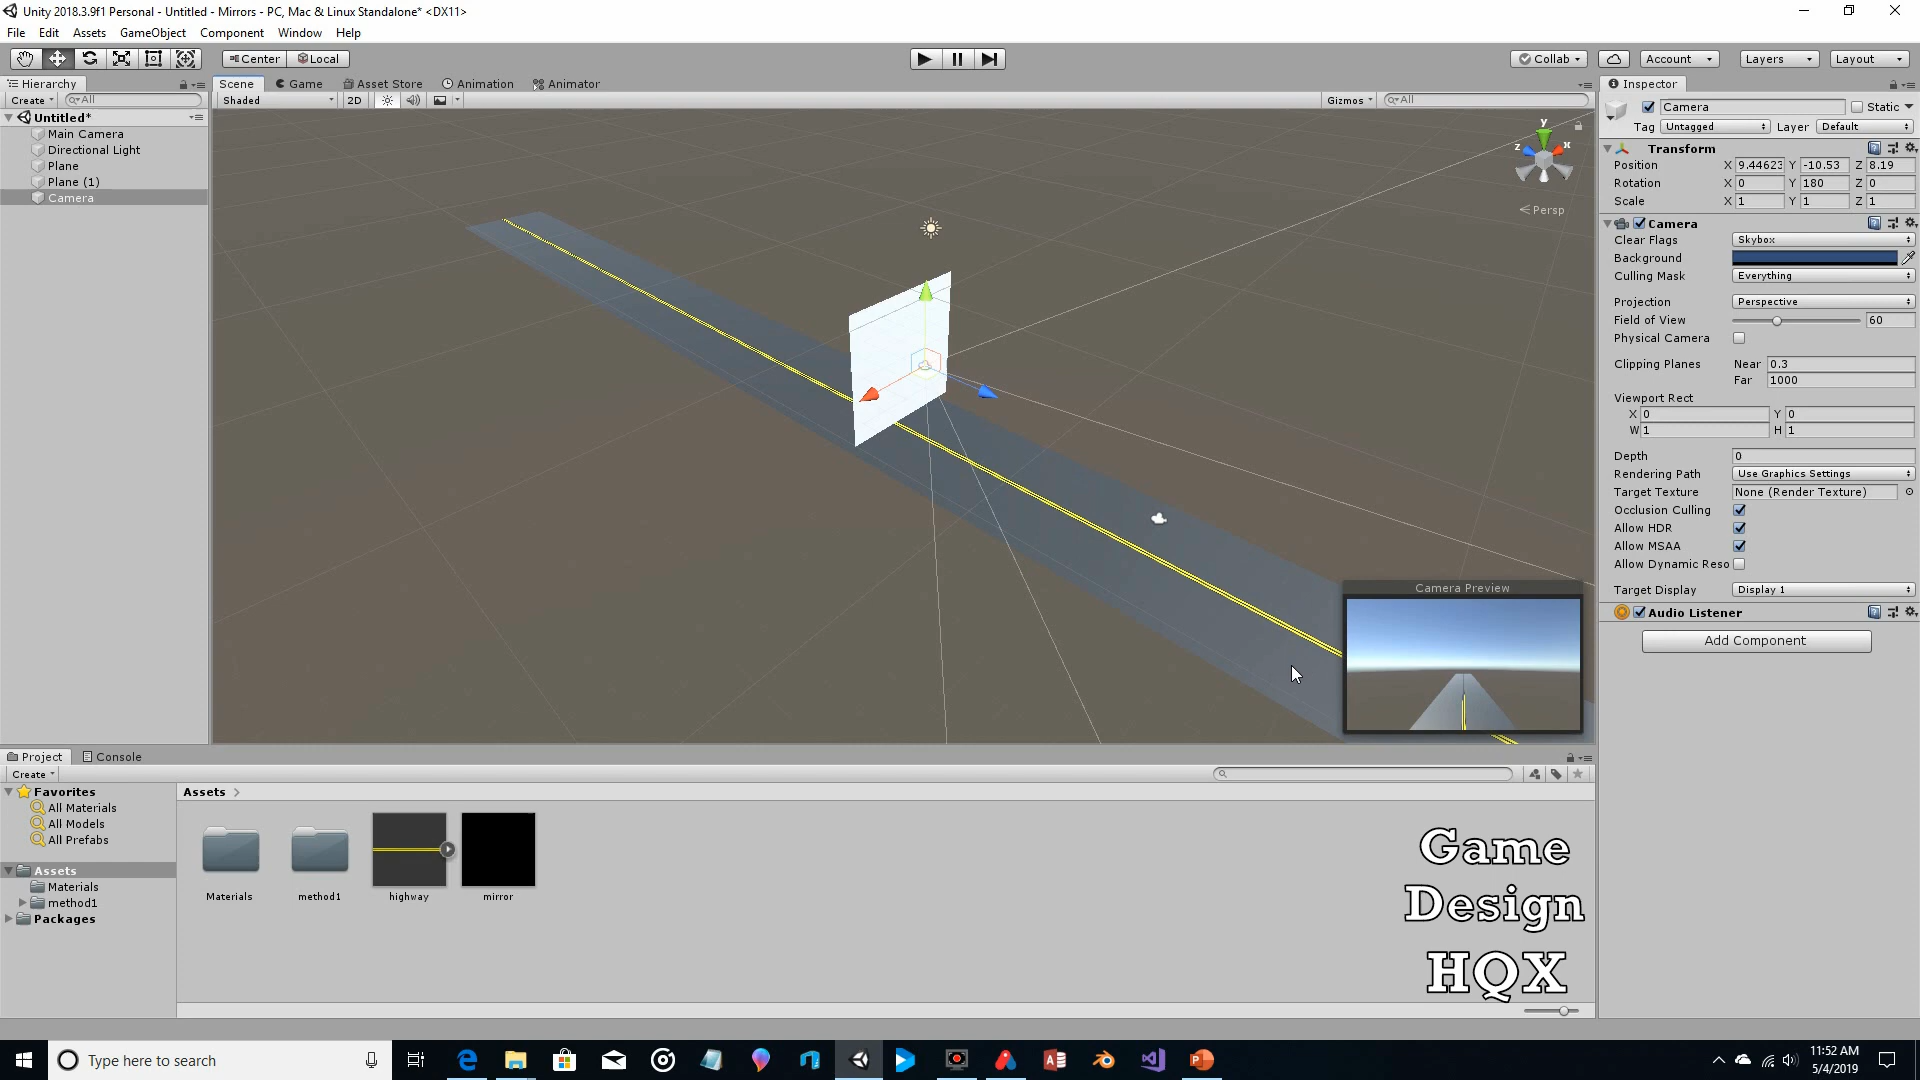 Unity 2018.3.9f1 Personal - Untitled - Mirrors - PC, Mac & Linux Standalone* <DX11>
File Edit Assets GameObject Component Window Help
Center Local
Collab Account Layers Layout
Hierarchy
Create All
Untitled*
Main Camera
Directional Light
Plane
Plane (1)
Camera
Scene Game Asset Store Animation Animator
Shaded 2D Gizmos All
y
z x
Persp
Camera Preview
Inspector
Camera Static
Tag Untagged Layer Default
Transform
Position X 9.44623 Y -10.53 Z 8.19
Rotation X 0 Y 180 Z 0
Scale X 1 Y 1 Z 1
Camera
Clear Flags Skybox
Background
Culling Mask Everything
Projection Perspective
Field of View 60
Physical Camera
Clipping Planes Near 0.3
Far 1000
Viewport Rect
X 0 Y 0
W 1 H 1
Depth 0
Rendering Path Use Graphics Settings
Target Texture None (Render Texture)
Occlusion Culling
Allow HDR
Allow MSAA
Allow Dynamic Reso
Target Display Display 1
Audio Listener
Add Component
Project Console
Create
Favorites
All Materials
All Models
All Prefabs
Assets
Materials
method1
Packages
Assets
Materials method1 highway mirror
Game
Design
HQX
Type here to search
11:52 AM
5/4/2019